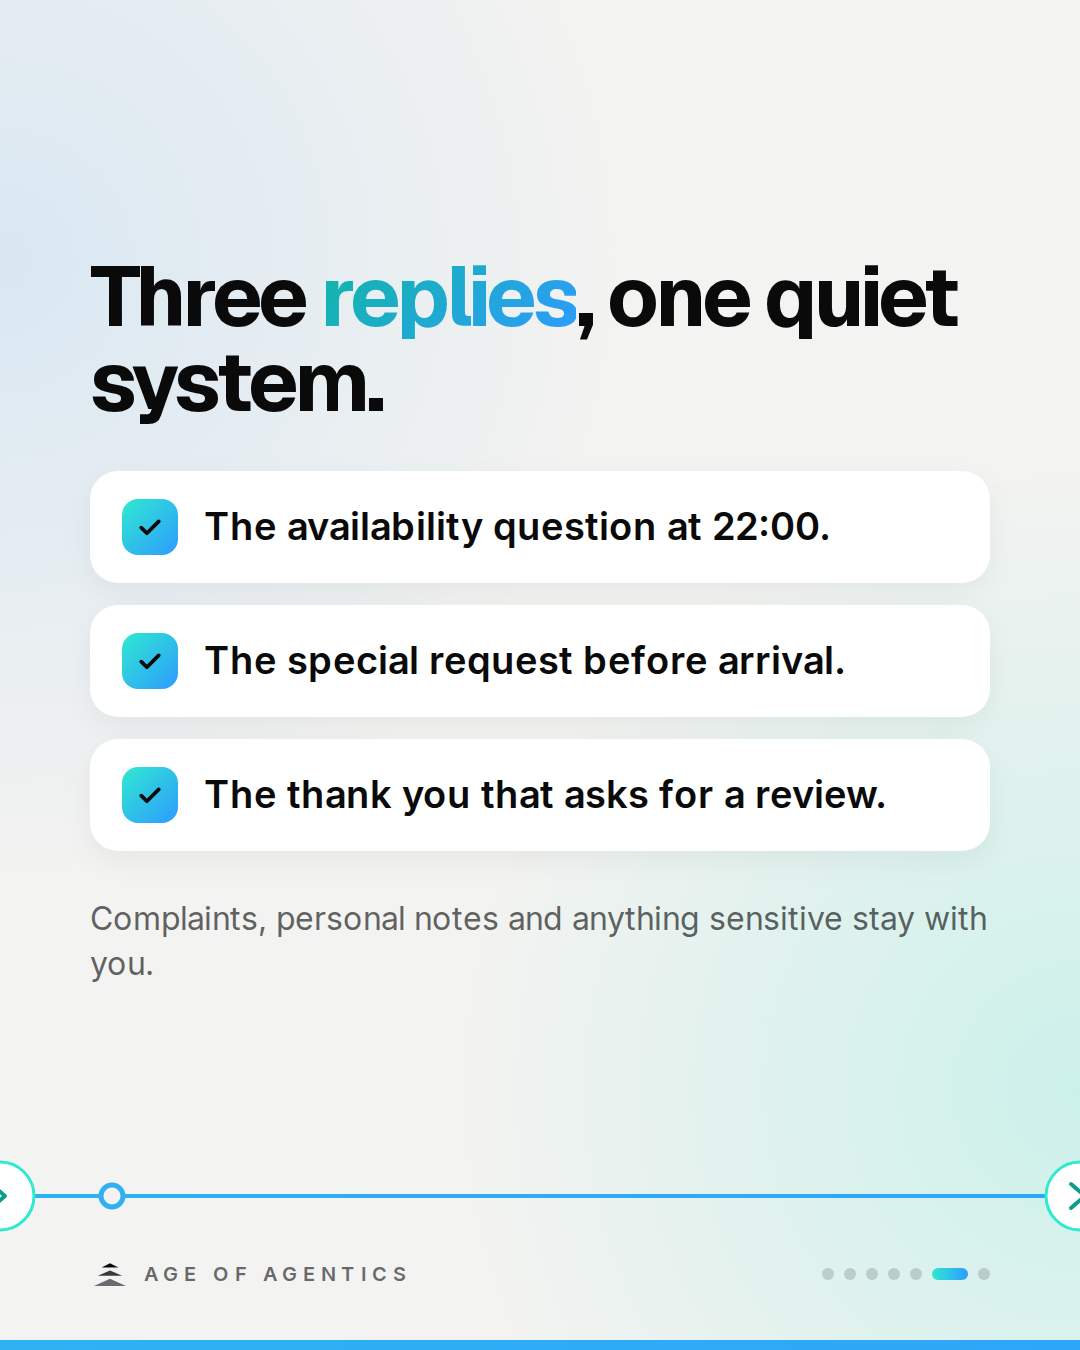 Three replies, one quiet
system.
The availability question at 22:00.
The special request before arrival.
The thank you that asks for a review.
Complaints, personal notes and anything sensitive stay with
you.
AGE OF AGENTICS